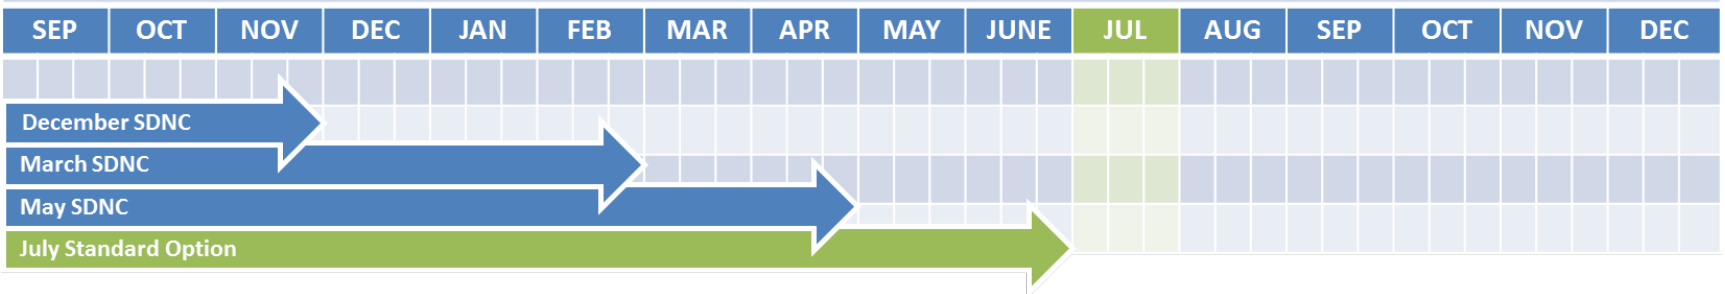 SEP OCT NOV DEC JAN FEB MAR APR MAY JUNE JUL AUG SEP OCT NOV DEC
December SDNC
March SDNC
May SDNC
July Standard Option